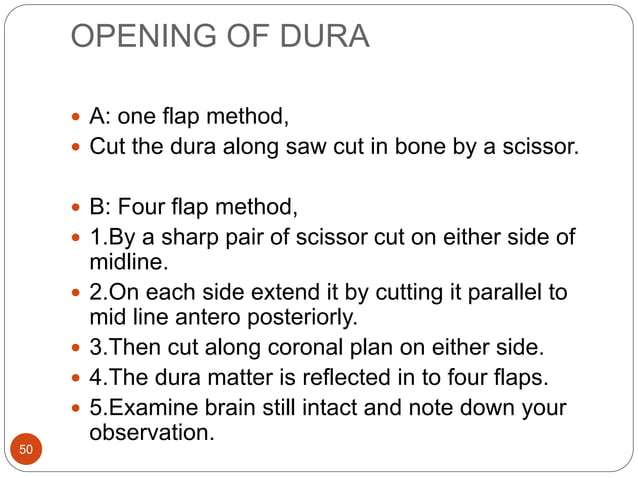 OPENING OF DURA
• A: one flap method,
• Cut the dura along saw cut in bone by a scissor.
• B: Four flap method,
• 1.By a sharp pair of scissor cut on either side of
midline.
• 2.On each side extend it by cutting it parallel to
mid line antero posteriorly.
• 3.Then cut along coronal plan on either side.
• 4.The dura matter is reflected in to four flaps.
• 5.Examine brain still intact and note down your
observation.
50